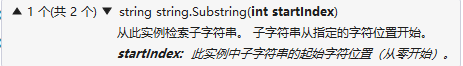 ▲ 1 个(共 2 个) ▼ string string.Substring(int startIndex)
从此实例检索子字符串。 子字符串从指定的字符位置开始。
startIndex: 此实例中子字符串的起始字符位置（从零开始）。